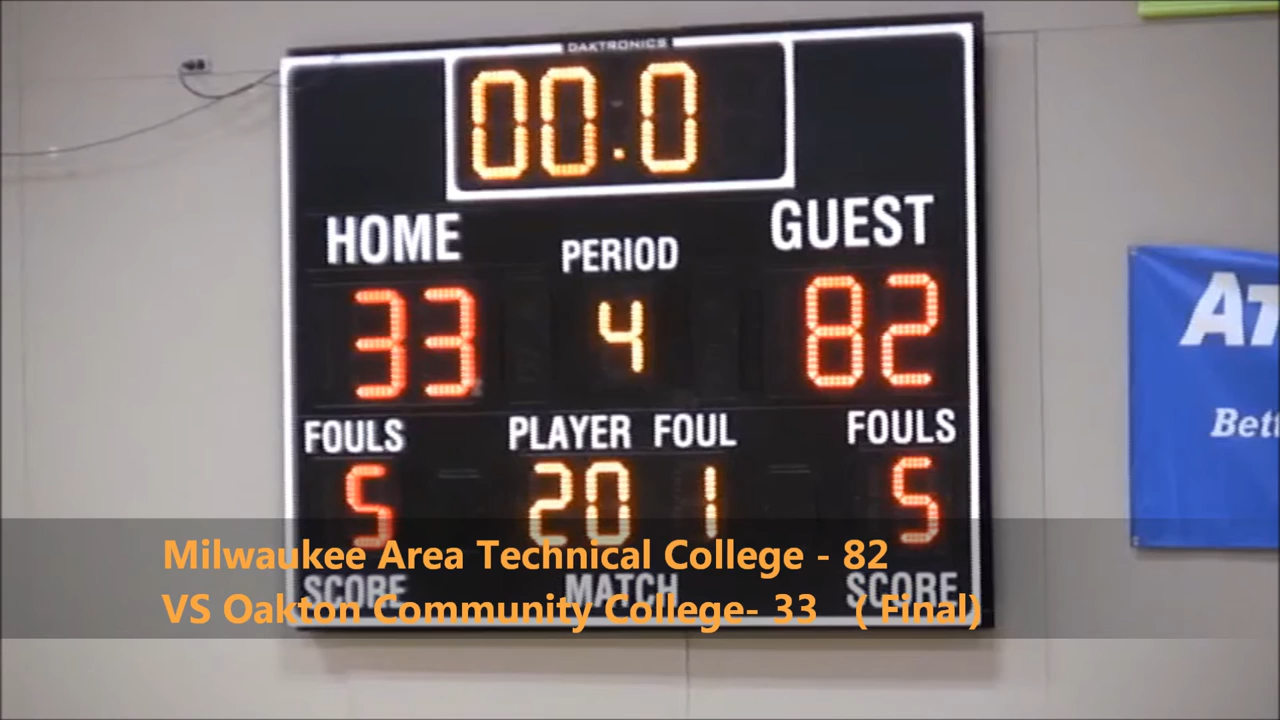 DAKTRONICS
00.0
HOME PERIOD GUEST
33 4 82
FOULS PLAYER FOUL FOULS
5 20 1 5
SCORE MATCH SCORE
Milwaukee Area Technical College - 82
VS Oakton Community College- 33 ( Final)